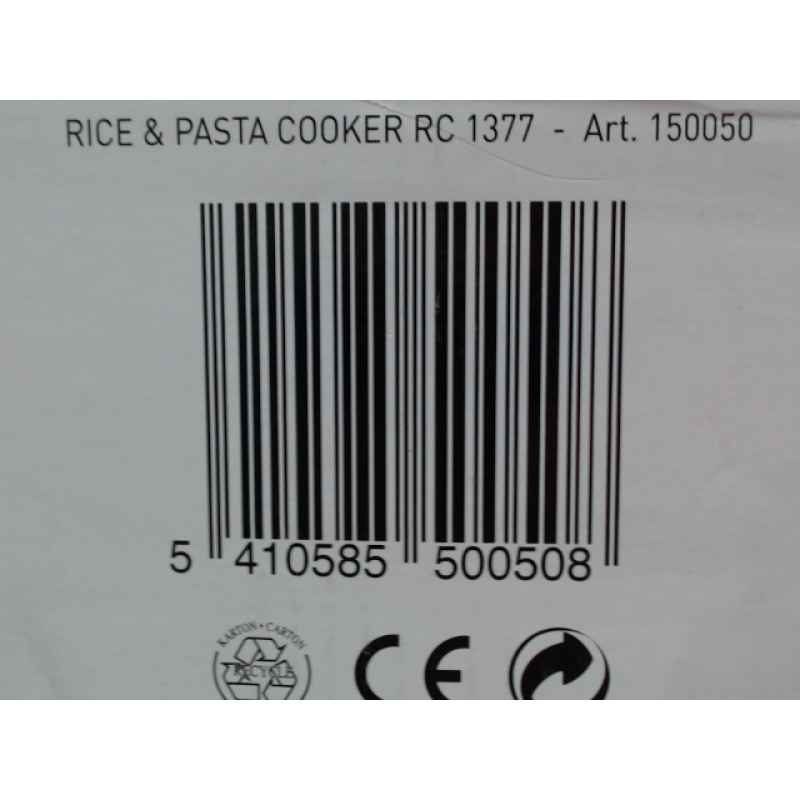 RICE & PASTA COOKER RC 1377 - Art. 150050
5 410585 500508
KARTON • CARTON
RECYCLE
CE